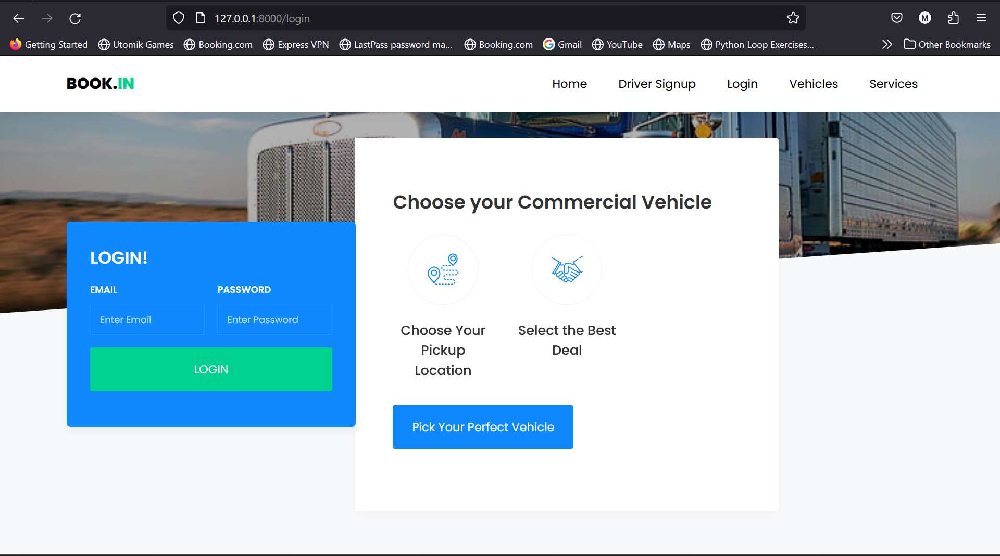 127.0.0.1:8000/login
M
Getting Started
Utomik Games
Booking.com
Express VPN
LastPass password ma...
Booking.com
Gmail
YouTube
Maps
Python Loop Exercises...
Other Bookmarks
BOOK.IN
Home
Driver Signup
Login
Vehicles
Services
LOGIN!
EMAIL
PASSWORD
Enter Email
Enter Password
LOGIN
Choose your Commercial Vehicle
Choose Your
Pickup
Location
Select the Best
Deal
Pick Your Perfect Vehicle